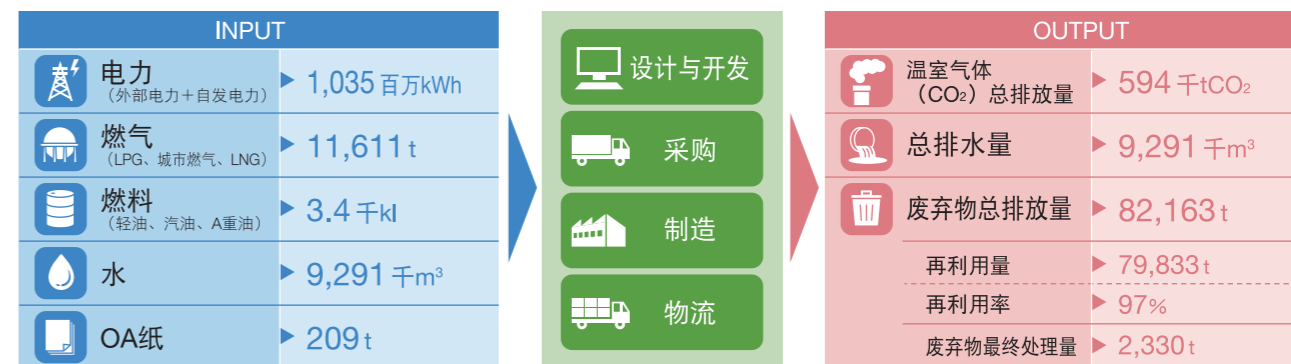 INPUT
电力
（外部电力＋自发电力）
1,035 百万kWh
燃气
（LPG、城市燃气、LNG）
11,611 t
燃料
（轻油、汽油、A重油）
3.4 千kl
水
9,291 千m³
OA纸
209 t
设计与开发
采购
制造
物流
OUTPUT
温室气体
（CO₂）总排放量
594 千tCO₂
总排水量
9,291 千m³
废弃物总排放量
82,163 t
再利用量
79,833 t
再利用率
97%
废弃物最终处理量
2,330 t